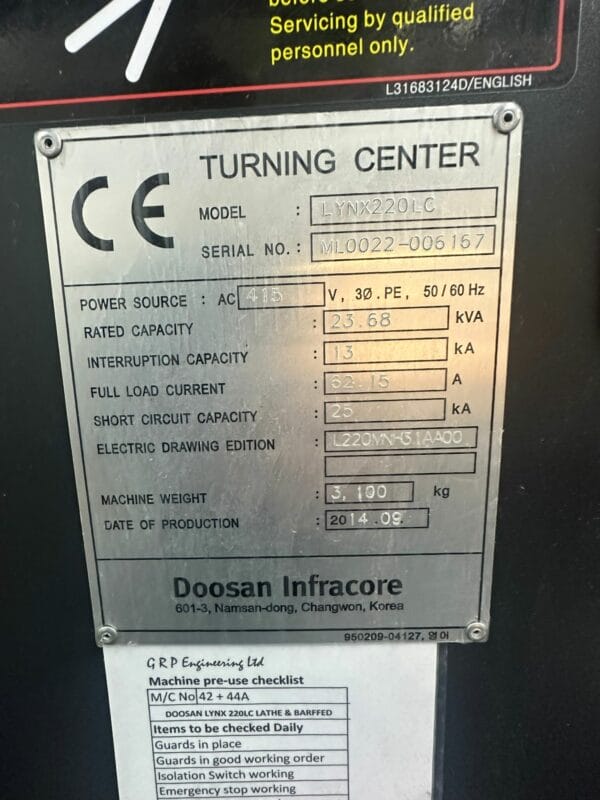 Servicing by qualified
personnel only.
L31683124D/ENGLISH
CE
TURNING CENTER
MODEL : LYNX220LC
SERIAL NO. : ML0022-006167
POWER SOURCE : AC 415 V, 3Ø.PE, 50/60 Hz
RATED CAPACITY : 23.68 kVA
INTERRUPTION CAPACITY : 13 kA
FULL LOAD CURRENT : 62.15 A
SHORT CIRCUIT CAPACITY : 25 kA
ELECTRIC DRAWING EDITION : L220MNH31AA00
MACHINE WEIGHT : 3,100 kg
DATE OF PRODUCTION : 2014.09.
Doosan Infracore
601-3, Namsan-dong, Changwon, Korea
950209-04127, 영어
G R P Engineering Ltd
Machine pre-use checklist
M/C No 42 + 44A
DOOSAN LYNX 220LC LATHE & BARFFED
Items to be checked Daily
Guards in place
Guards in good working order
Isolation Switch working
Emergency stop working